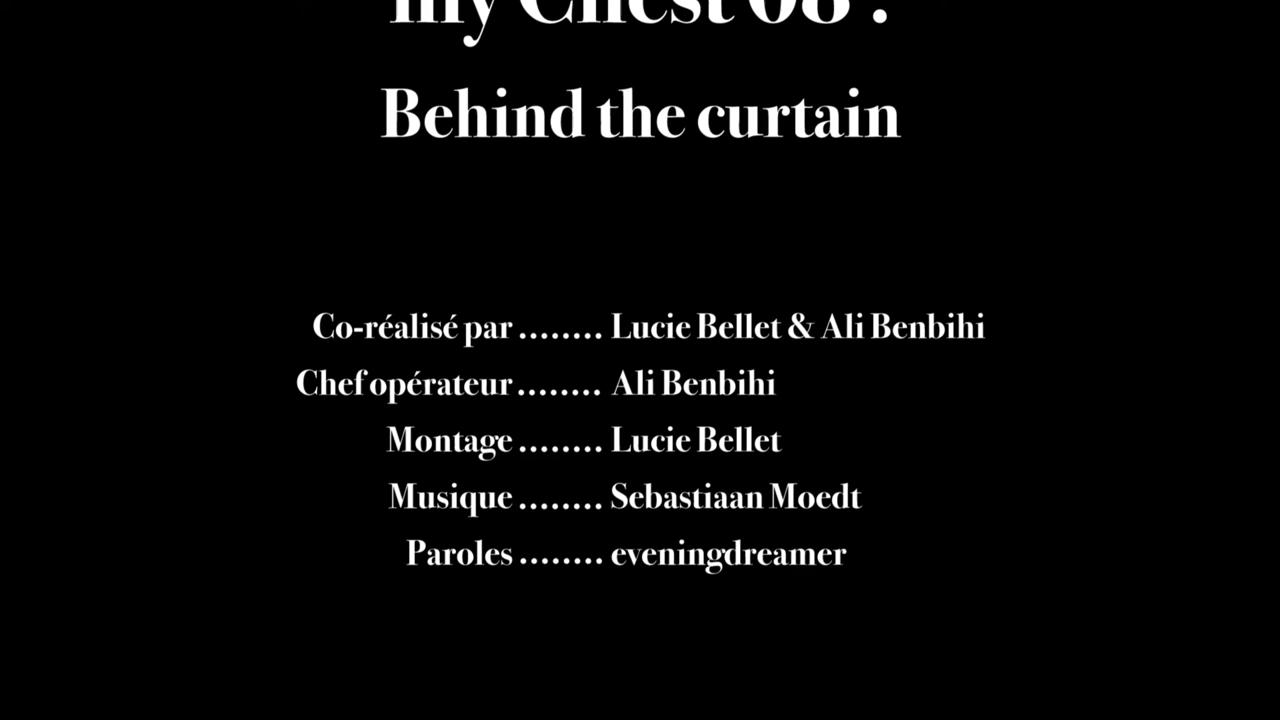 my Chest 08 :
Behind the curtain
Co-réalisé par ........ Lucie Bellet & Ali Benbihi
Chef opérateur ........ Ali Benbihi
Montage ........ Lucie Bellet
Musique ........ Sebastiaan Moedt
Paroles ........ eveningdreamer